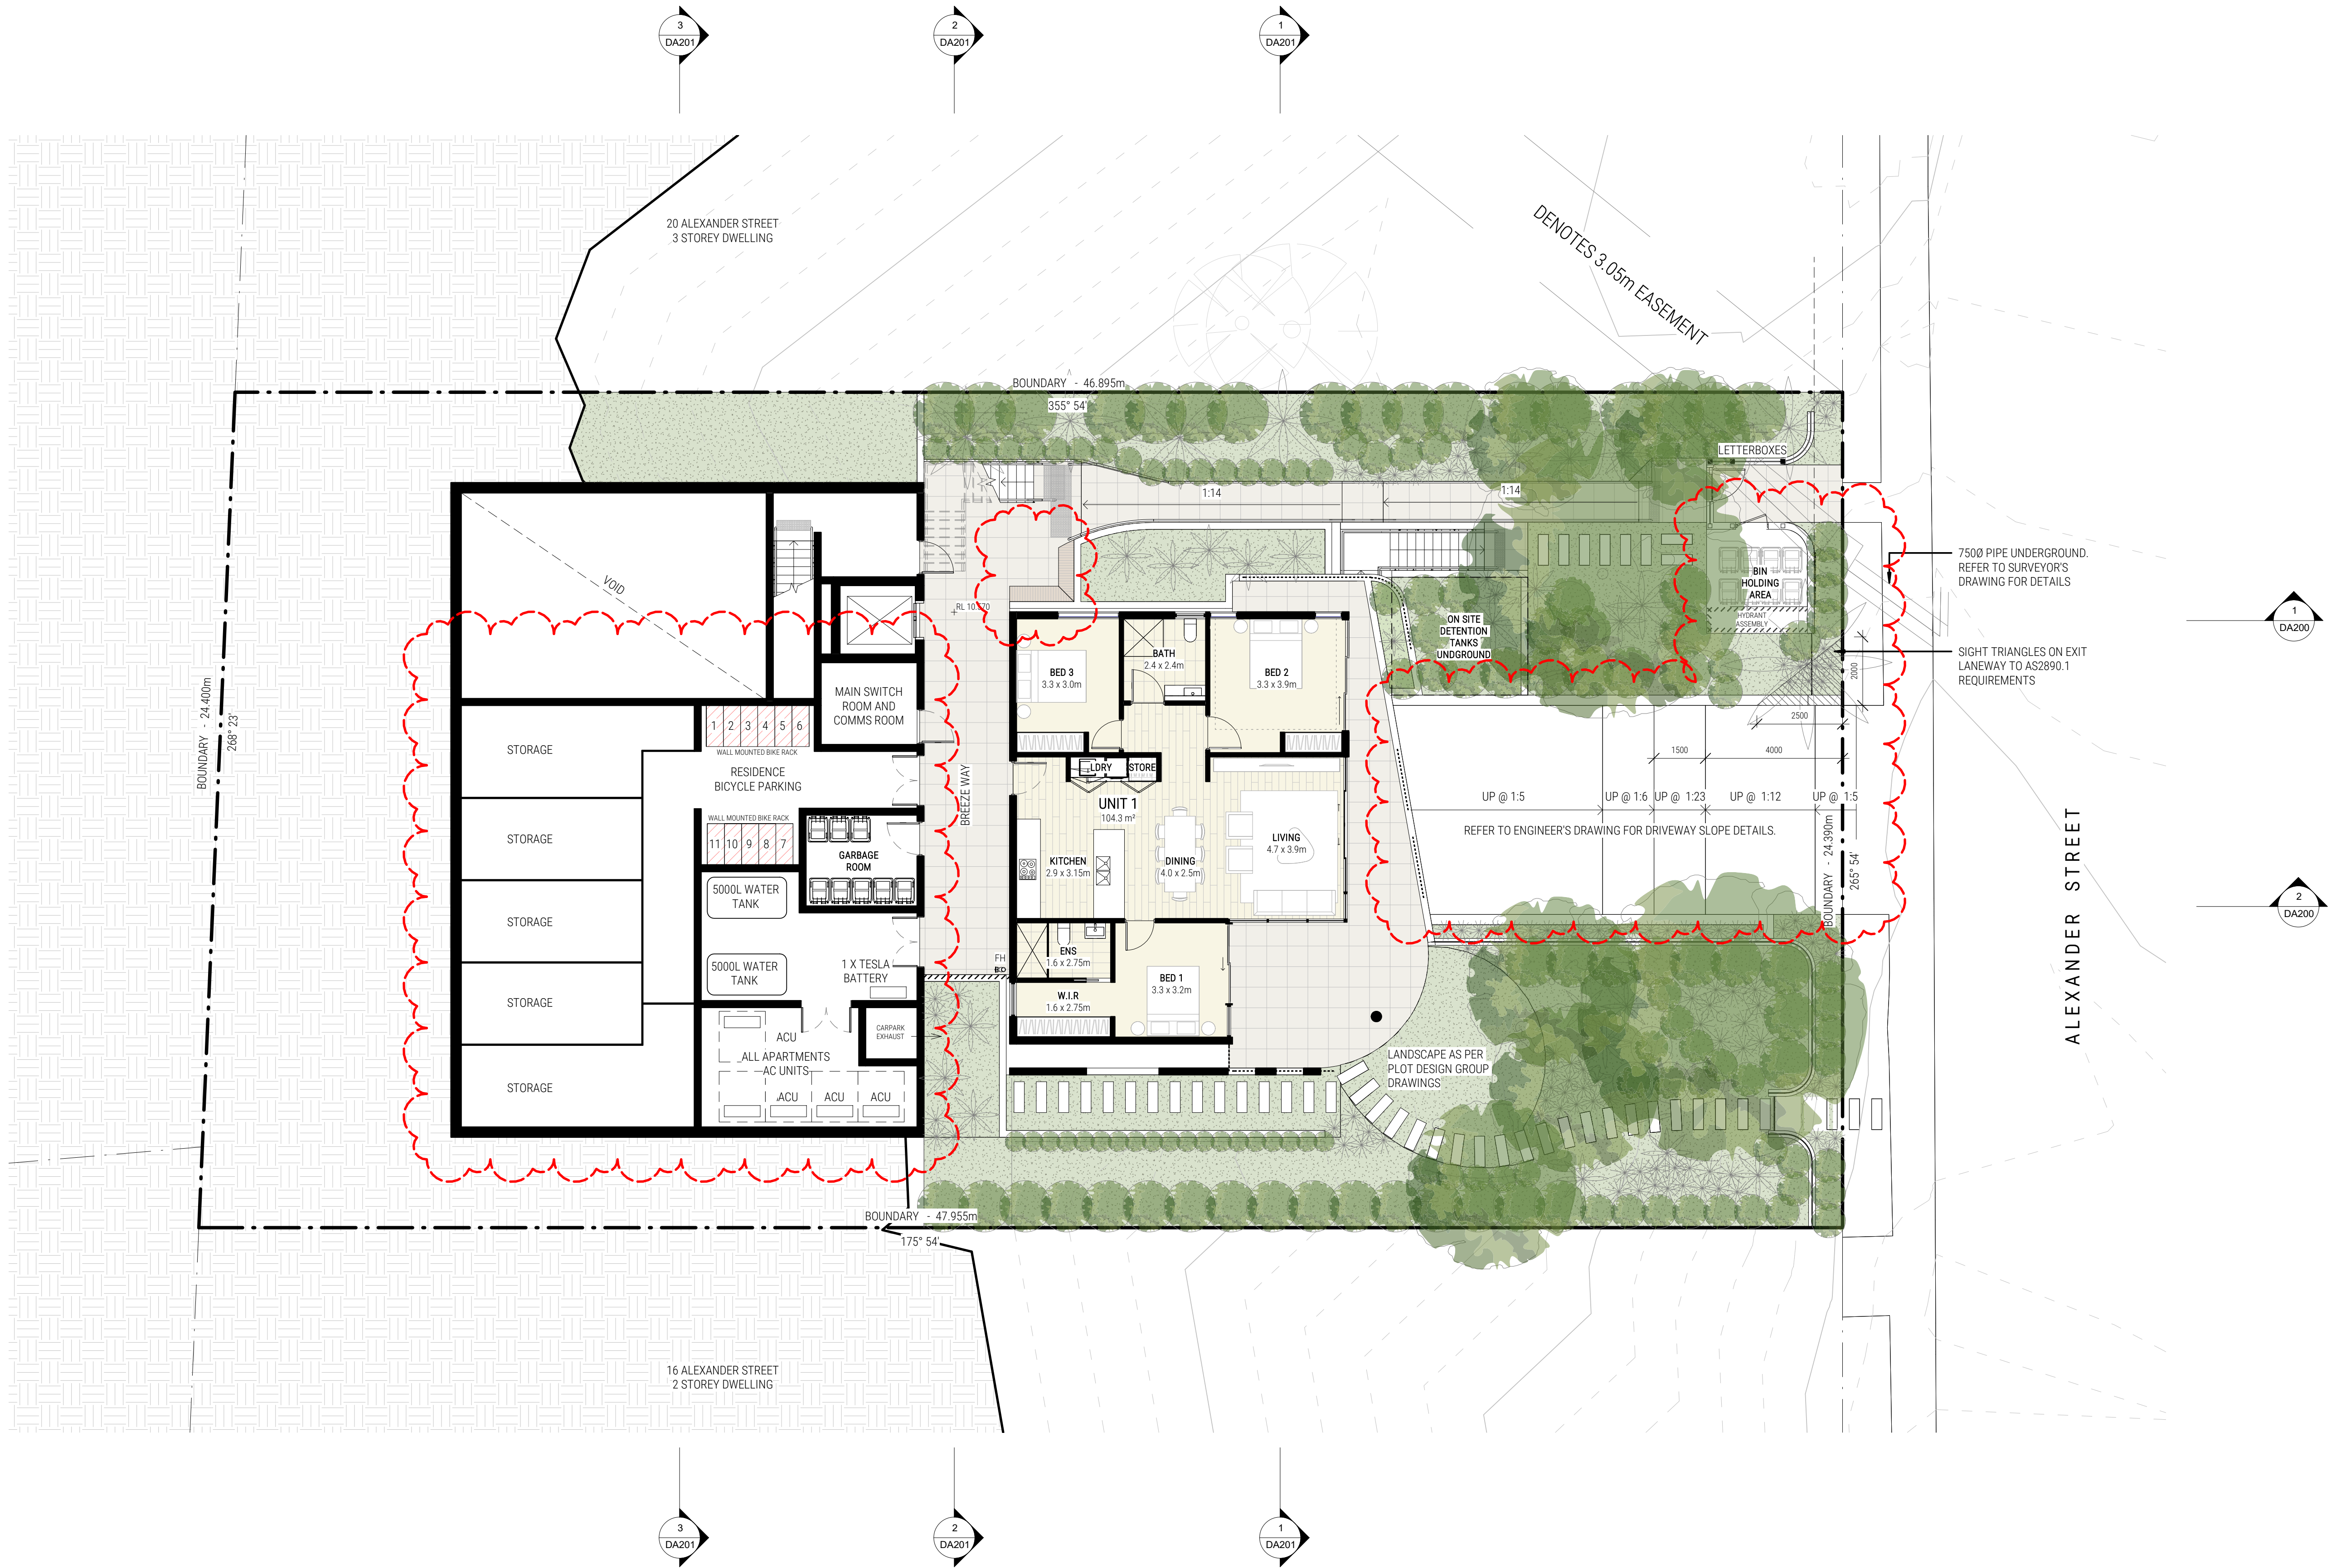 3
DA201
2
DA201
1
DA201
20 ALEXANDER STREET
3 STOREY DWELLING
DENOTES 3.05m EASEMENT
BOUNDARY - 46.895m
355° 54'
LETTERBOXES
1:14
1:14
750Ø PIPE UNDERGROUND.
REFER TO SURVEYOR'S
DRAWING FOR DETAILS
BIN
HOLDING
AREA
HYDRANT
ASSEMBLY
VOID
RL 10.570
ON SITE
DETENTION
TANKS
UNDGROUND
1
DA200
SIGHT TRIANGLES ON EXIT
LANEWAY TO AS2890.1
REQUIREMENTS
2000
2500
BED 3
3.3 x 3.0m
BATH
2.4 x 2.4m
BED 2
3.3 x 3.9m
MAIN SWITCH
ROOM AND
COMMS ROOM
BOUNDARY - 24.400m
268° 23'
STORAGE
1 2 3 4 5 6
WALL MOUNTED BIKE RACK
RESIDENCE
BICYCLE PARKING
BREEZE WAY
LDRY
STORE
1500
4000
UNIT 1
104.3 m²
UP @ 1:5
UP @ 1:6
UP @ 1:23
UP @ 1:12
UP @ 1:5
REFER TO ENGINEER'S DRAWING FOR DRIVEWAY SLOPE DETAILS.
STORAGE
WALL MOUNTED BIKE RACK
11 10 9 8 7
GARBAGE
ROOM
KITCHEN
2.9 x 3.15m
DINING
4.0 x 2.5m
LIVING
4.7 x 3.9m
BOUNDARY - 24.390m
265° 54'
ALEXANDER STREET
2
DA200
5000L WATER
TANK
STORAGE
5000L WATER
TANK
1 X TESLA
BATTERY
FH
ENS
1.6 x 2.75m
W.I.R
1.6 x 2.75m
BED 1
3.3 x 3.2m
STORAGE
CARPARK
EXHAUST
ACU
ALL APARTMENTS
AC UNITS
ACU
ACU
ACU
STORAGE
LANDSCAPE AS PER
PLOT DESIGN GROUP
DRAWINGS
BOUNDARY - 47.955m
175° 54'
16 ALEXANDER STREET
2 STOREY DWELLING
3
DA201
2
DA201
1
DA201